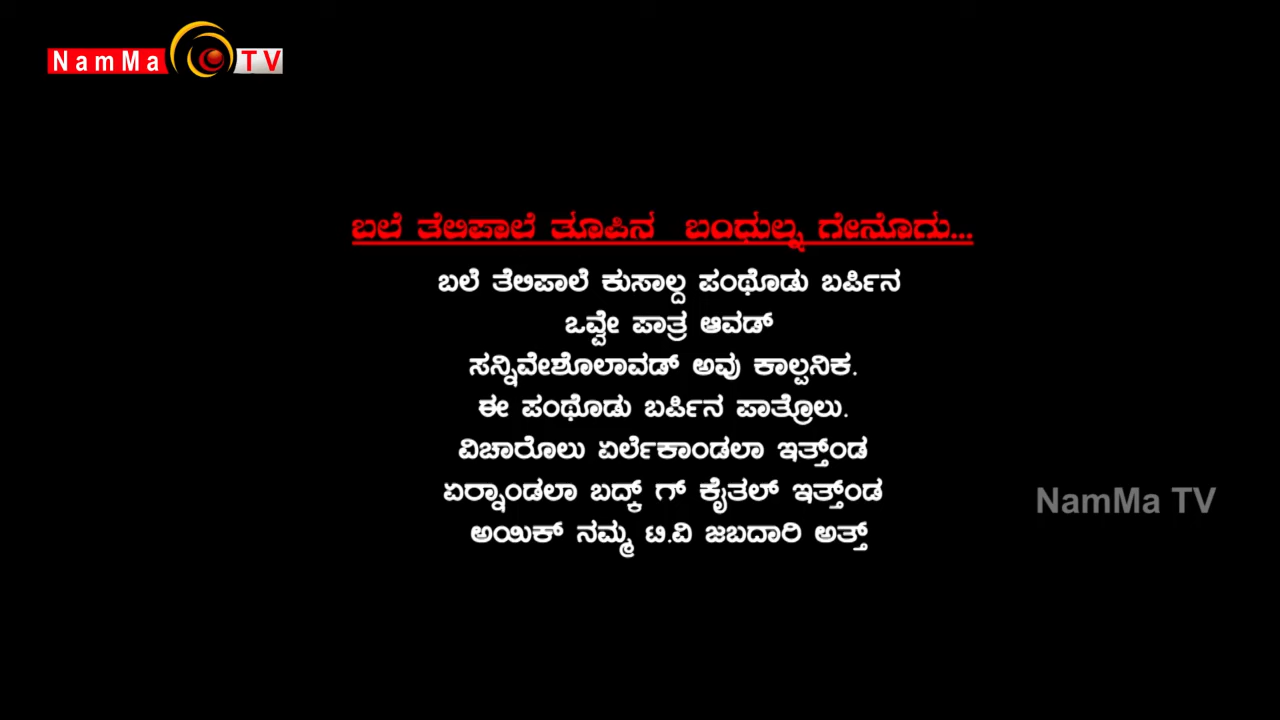 NamMa TV
ಬಲೆ ತೆಲಿಪಾಲೆ ತೂಪಿನ ಬಂಧುಲ್ನ ಗೇನೊಗು...
ಬಲೆ ತೆಲಿಪಾಲೆ ಕುಸಾಲ್ದ ಪಂಥೊಡು ಬರ್ಪಿನ
ಒವ್ವೇ ಪಾತ್ರ ಆವಡ್
ಸನ್ನಿವೇಶೊಲಾವಡ್ ಅವು ಕಾಲ್ಪನಿಕ.
ಈ ಪಂಥೊಡು ಬರ್ಪಿನ ಪಾತ್ರೊಲು.
ವಿಚಾರೊಲು ಏರ್ಲೆಕಾಂಡಲಾ ಇತ್ತ್ಂಡ
ಏರ್‍ನಾಂಡಲಾ ಬದ್ಕ್ ಗ್ ಕೈತಲ್ ಇತ್ತ್ಂಡ
ಅಯಿಕ್ ನಮ್ಮ ಟಿ.ವಿ ಜಬದಾರಿ ಅತ್ತ್
NamMa TV